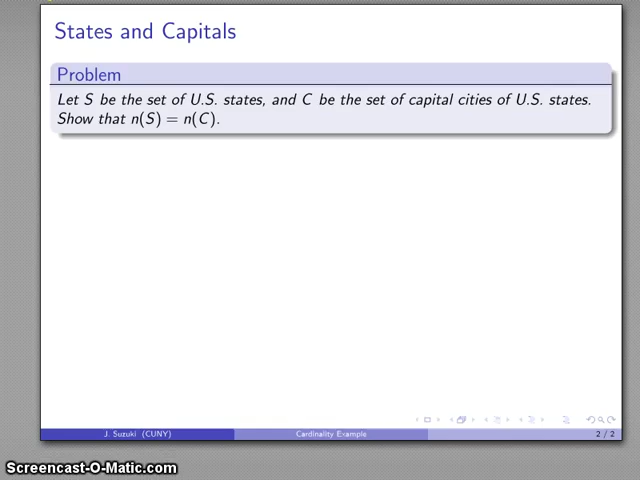 States and Capitals
Problem
Let S be the set of U.S. states, and C be the set of capital cities of U.S. states.
Show that n(S) = n(C).
J. Suzuki (CUNY) Cardinality Example 2 / 2
Screencast-O-Matic.com